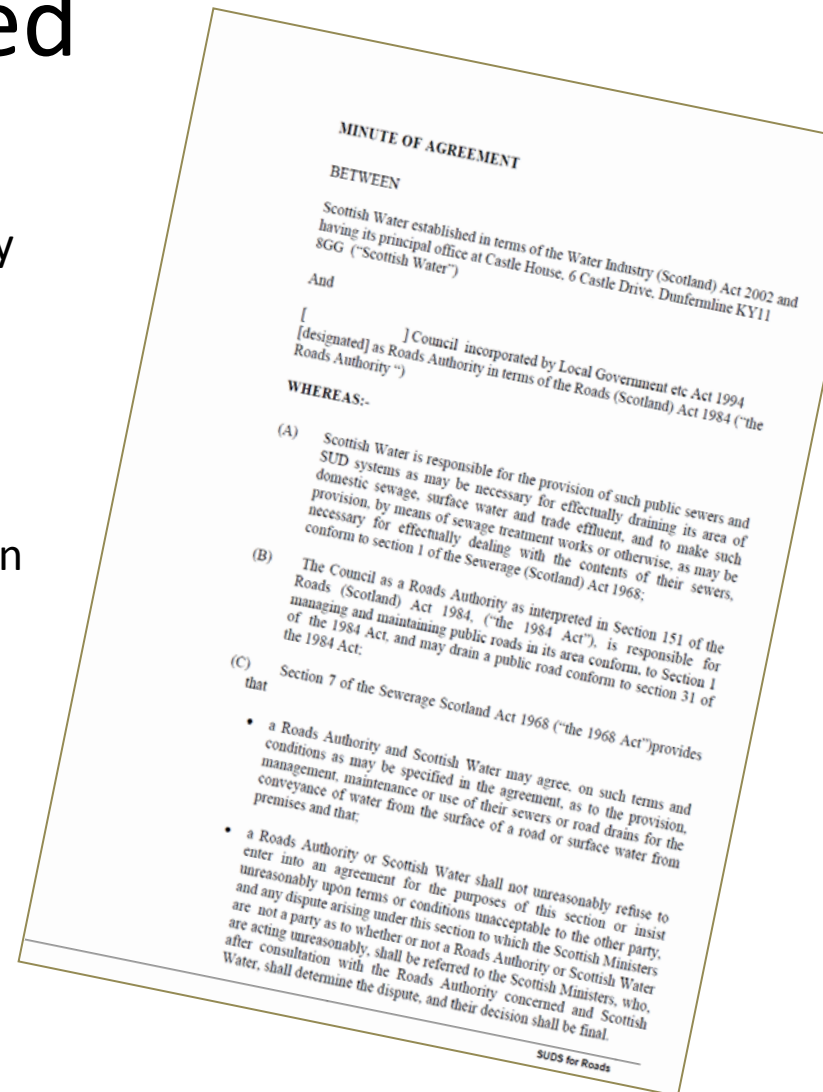 ed
y
n
MINUTE OF AGREEMENT
BETWEEN
Scottish Water established in terms of the Water Industry (Scotland) Act 2002 and
having its principal office at Castle House, 6 Castle Drive, Dunfermline KY11
8GG (“Scottish Water”)
And
[
] Council incorporated by Local Government etc Act 1994
[designated] as Roads Authority in terms of the Roads (Scotland) Act 1984 (“the
Roads Authority “)
WHEREAS:-
(A) Scottish Water is responsible for the provision of such public sewers and
SUD systems as may be necessary for effectually draining its area of
domestic sewage, surface water and trade effluent, and to make such
provision, by means of sewage treatment works or otherwise, as may be
necessary for effectually dealing with the contents of their sewers,
conform to section 1 of the Sewerage (Scotland) Act 1968;
(B) The Council as a Roads Authority as interpreted in Section 151 of the
Roads (Scotland) Act 1984, (“the 1984 Act”), is responsible for
managing and maintaining public roads in its area conform, to Section 1
of the 1984 Act, and may drain a public road conform to section 31 of
the 1984 Act;
(C) Section 7 of the Sewerage Scotland Act 1968 (“the 1968 Act”)provides
that
• a Roads Authority and Scottish Water may agree, on such terms and
conditions as may be specified in the agreement, as to the provision,
management, maintenance or use of their sewers or road drains for the
conveyance of water from the surface of a road or surface water from
premises and that;
• a Roads Authority or Scottish Water shall not unreasonably refuse to
enter into an agreement for the purposes of this section or insist
unreasonably upon terms or conditions unacceptable to the other party,
and any dispute arising under this section to which the Scottish Ministers
are not a party as to whether or not a Roads Authority or Scottish Water
are acting unreasonably, shall be referred to the Scottish Ministers, who,
after consultation with the Roads Authority concerned and Scottish
Water, shall determine the dispute, and their decision shall be final.
SUDS for Roads